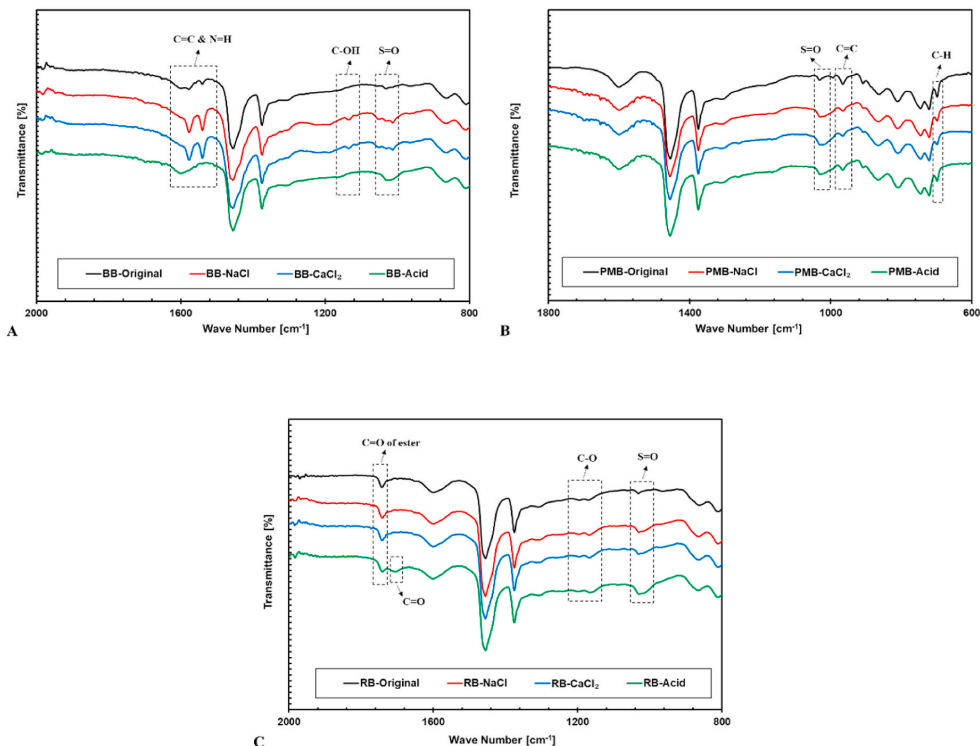 C=C & N=H
C-OH
S=O
Transmittance [%]
BB-Original
BB-NaCl
BB-CaCl₂
BB-Acid
2000
1600
1200
800
Wave Number [cm⁻¹]
A
S=O
C=C
C-H
Transmittance [%]
PMB-Original
PMB-NaCl
PMB-CaCl₂
PMB-Acid
1800
1400
1000
600
Wave Number [cm⁻¹]
B
C=O of ester
C-O
S=O
C=O
Transmittance [%]
RB-Original
RB-NaCl
RB-CaCl₂
RB-Acid
2000
1600
1200
800
Wave Number [cm⁻¹]
C